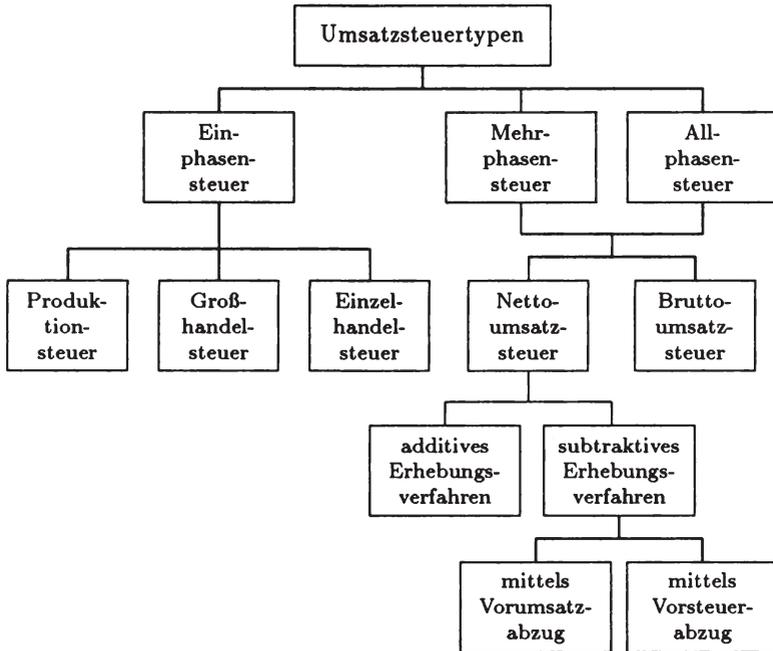 Umsatzsteuertypen
Ein-
phasen-
steuer
Mehr-
phasen-
steuer
All-
phasen-
steuer
Produk-
tion-
steuer
Groß-
handel-
steuer
Einzel-
handel-
steuer
Netto-
umsatz-
steuer
Brutto-
umsatz-
steuer
additives
Erhebungs-
verfahren
subtraktives
Erhebungs-
verfahren
mittels
Vorumsatz-
abzug
mittels
Vorsteuer-
abzug